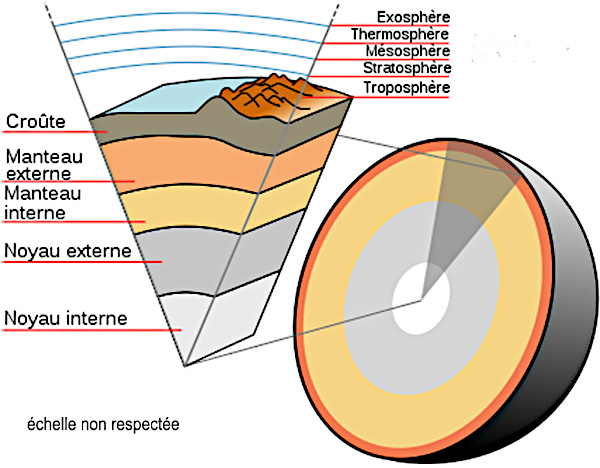 Exosphère
Thermosphère
Mésosphère
Stratosphère
Troposphère
Croûte
Manteau
externe
Manteau
interne
Noyau externe
Noyau interne
échelle non respectée